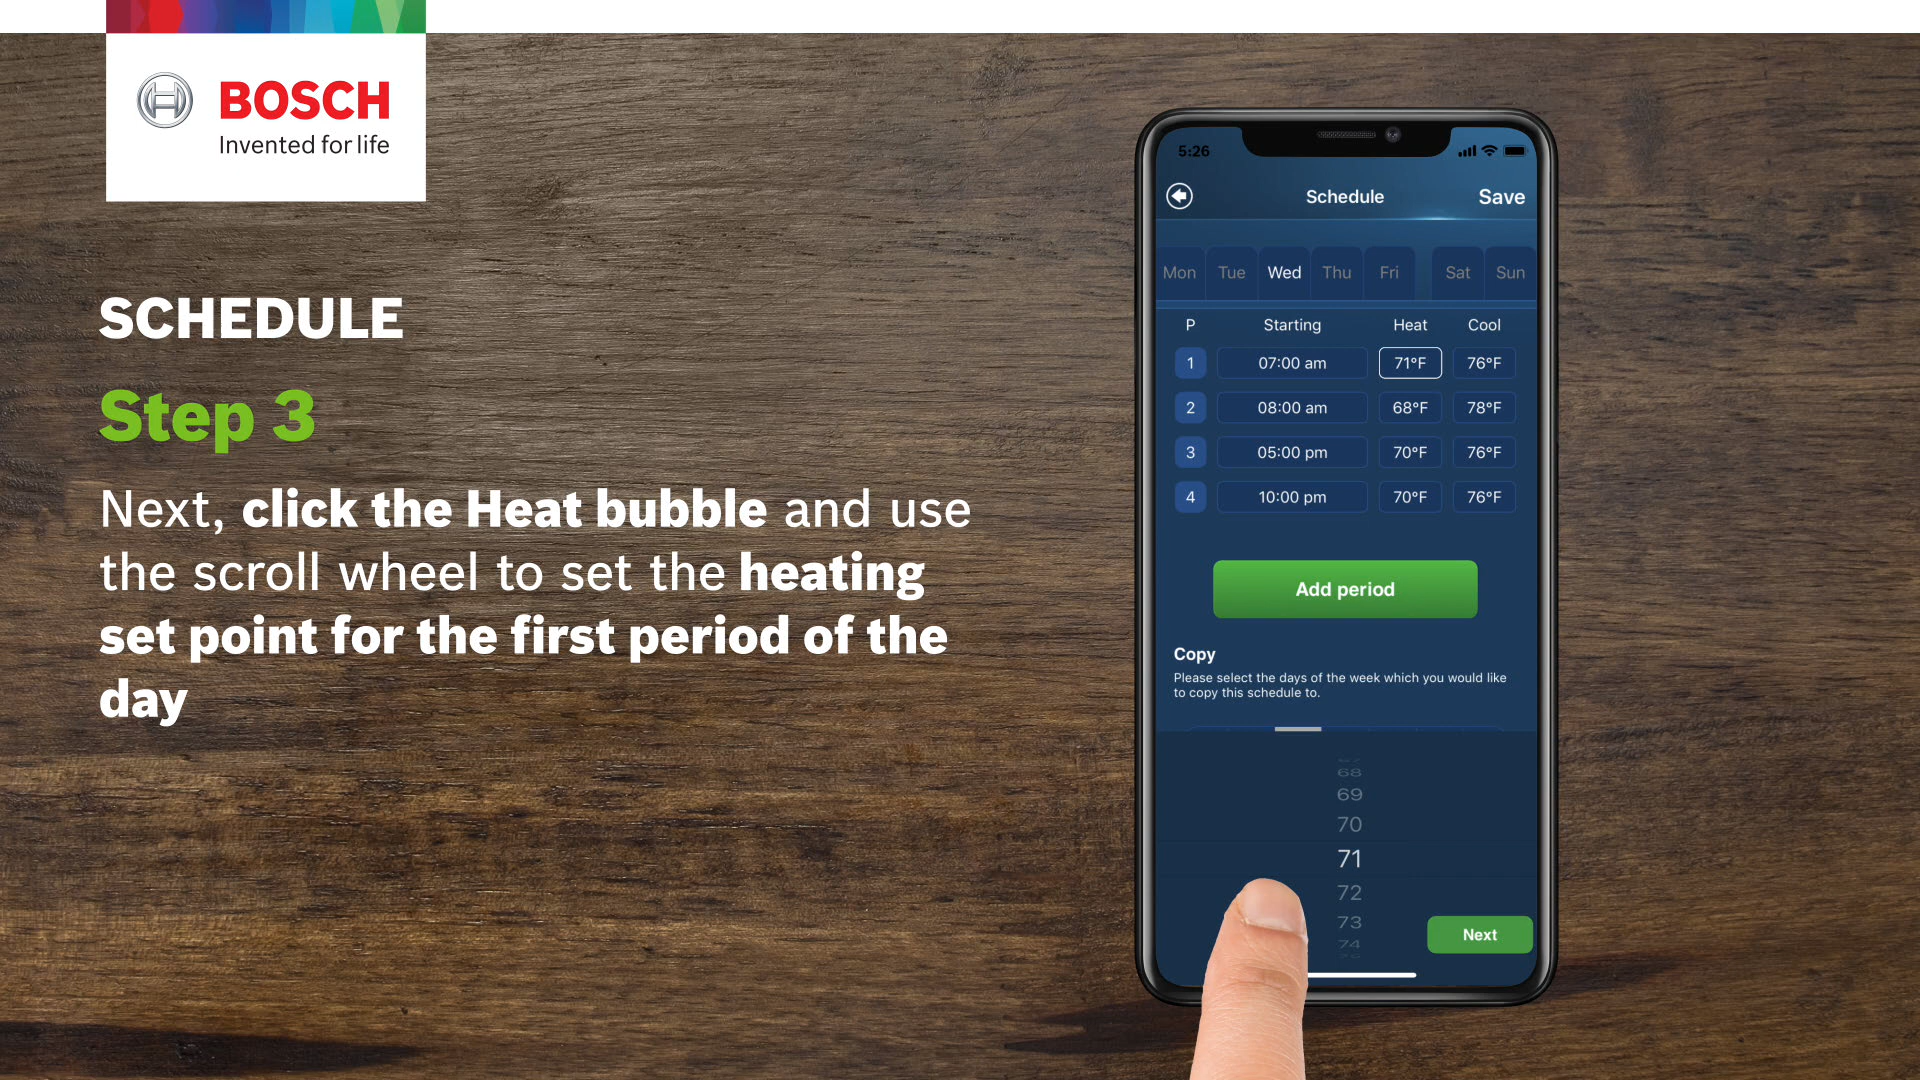 BOSCH
Invented for life
SCHEDULE
Step 3
Next, click the Heat bubble and use
the scroll wheel to set the heating
set point for the first period of the
day
5:26
Schedule Save
Mon Tue Wed Thu Fri Sat Sun
P Starting Heat Cool
1 07:00 am 71°F 76°F
2 08:00 am 68°F 78°F
3 05:00 pm 70°F 76°F
4 10:00 pm 70°F 76°F
Add period
Copy
Please select the days of the week which you would like
to copy this schedule to.
68
69
70
71
72
73
74
Next